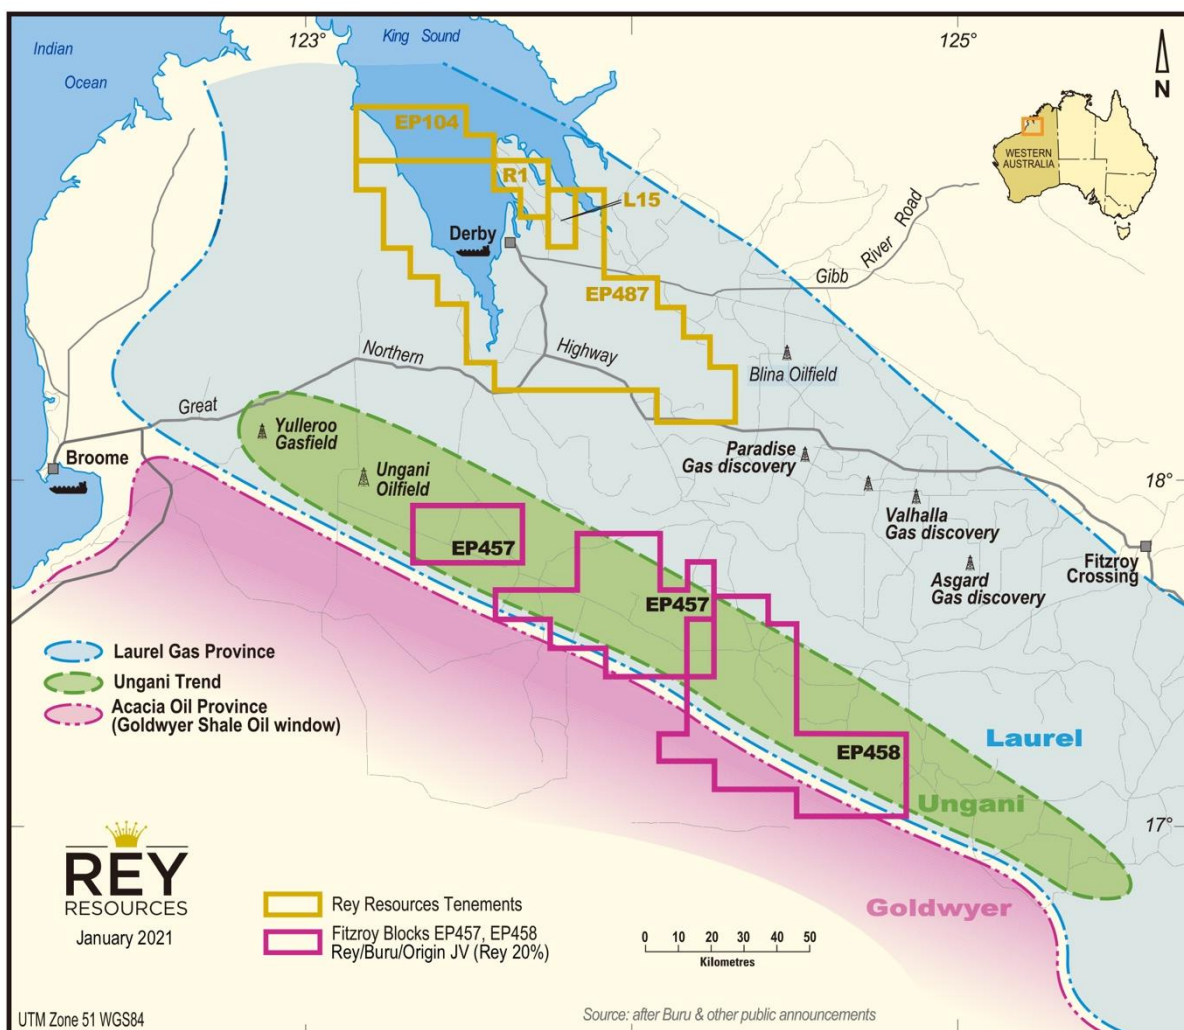 123°
125°
King Sound
Indian
Ocean
N
WESTERN
AUSTRALIA
EP104
R1
L15
Derby
Gibb River Road
EP487
Great Northern Highway
Blina Oilfield
Yulleroo
Gasfield
Broome
Ungani
Oilfield
Paradise
Gas discovery
18°
Valhalla
Gas discovery
Fitzroy
Crossing
Asgard
Gas discovery
EP457
EP457
Laurel Gas Province
Ungani Trend
Acacia Oil Province
(Goldwyer Shale Oil window)
Laurel
EP458
Ungani
17°
REY
RESOURCES
January 2021
Goldwyer
Rey Resources Tenements
Fitzroy Blocks EP457, EP458
Rey/Buru/Origin JV (Rey 20%)
0 10 20 30 40 50
Kilometres
UTM Zone 51 WGS84
Source: after Buru & other public announcements